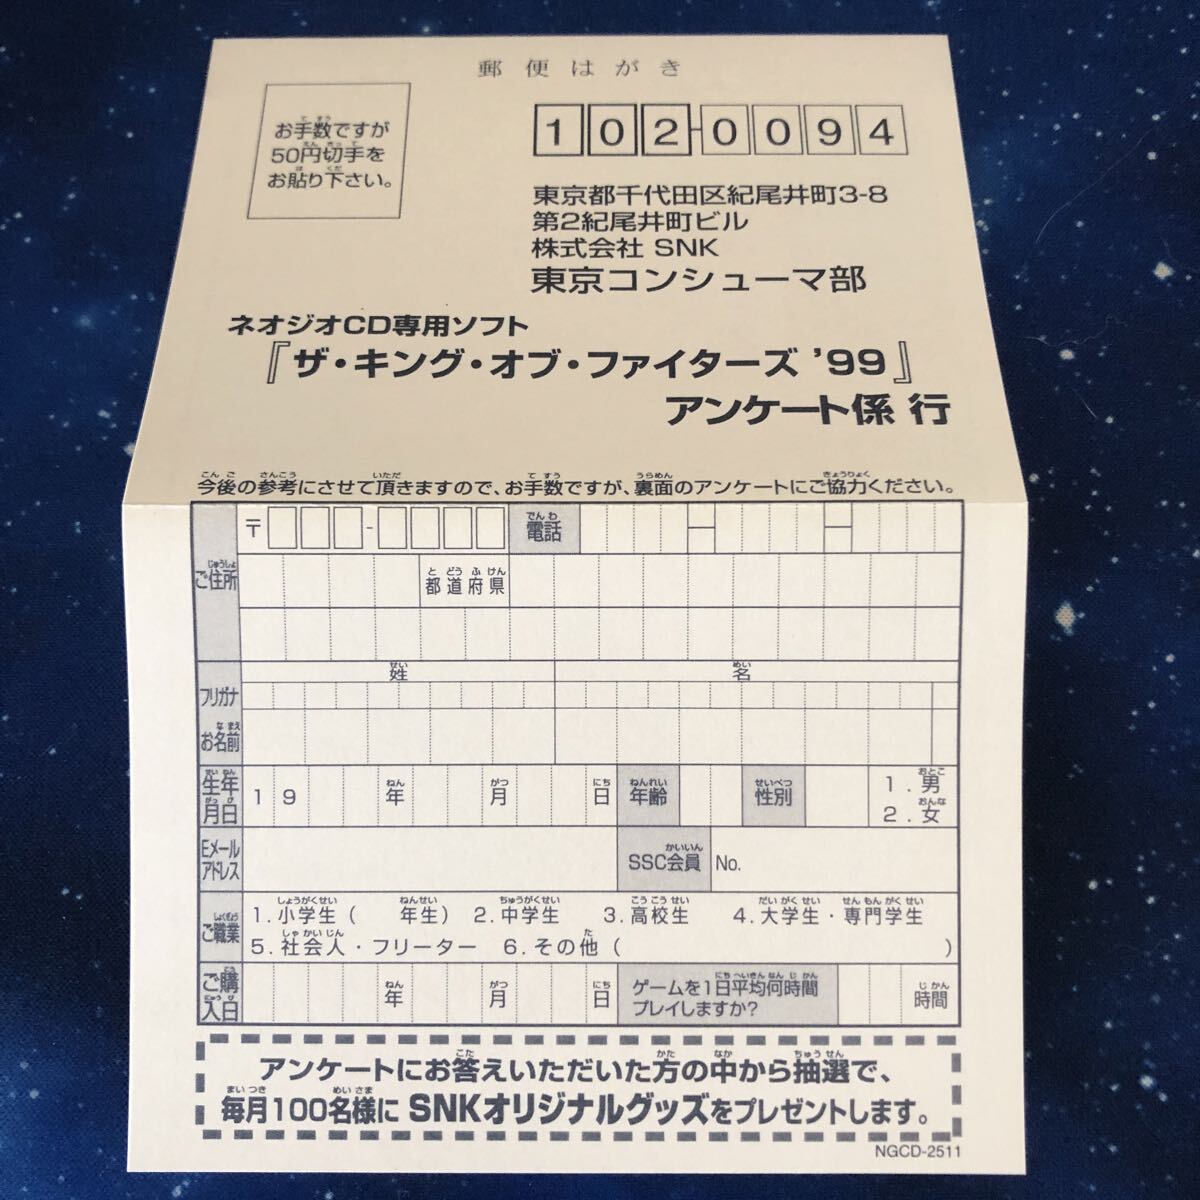 郵便はがき
お手数ですが
50円切手を
お貼り下さい。
102-0094
東京都千代田区紀尾井町3-8
第2紀尾井町ビル
株式会社 SNK
東京コンシューマ部
ネオジオCD専用ソフト
『ザ・キング・オブ・ファイターズ '99』
アンケート係 行
今後の参考にさせて頂きますので、お手数ですが、裏面のアンケートにご協力ください。
ご住所 〒 - 電話
都道府県
姓 名
フリガナ
お名前
生年月日 19 年 月 日 年齢 性別 1.男 2.女
Eメールアドレス SSC会員 No.
ご職業 1.小学生( 年生) 2.中学生 3.高校生 4.大学生・専門学生
5.社会人・フリーター 6.その他( )
ご購入日 年 月 日 ゲームを1日平均何時間プレイしますか? 時間
アンケートにお答えいただいた方の中から抽選で、
毎月100名様に SNKオリジナルグッズをプレゼントします。
NGCD-2511